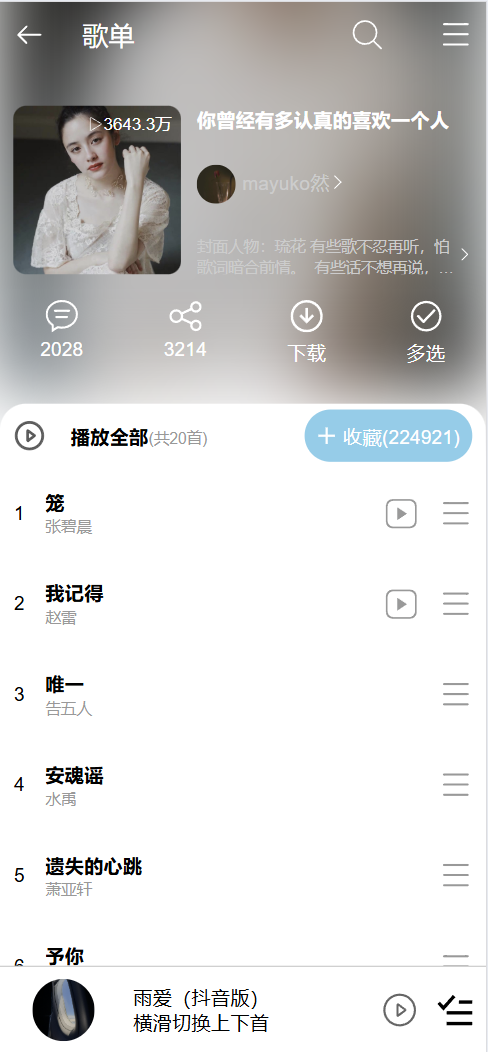 歌单
▷3643.3万
你曾经有多认真的喜欢一个人
mayuko然
封面人物：琉花 有些歌不忍再听，怕
歌词暗合前情。 有些话不想再说，...
2028
3214
下载
多选
播放全部(共20首)
+ 收藏(224921)
1
笼
张碧晨
2
我记得
赵雷
3
唯一
告五人
4
安魂谣
水禹
5
遗失的心跳
萧亚轩
6
予你
雨爱（抖音版）
横滑切换上下首